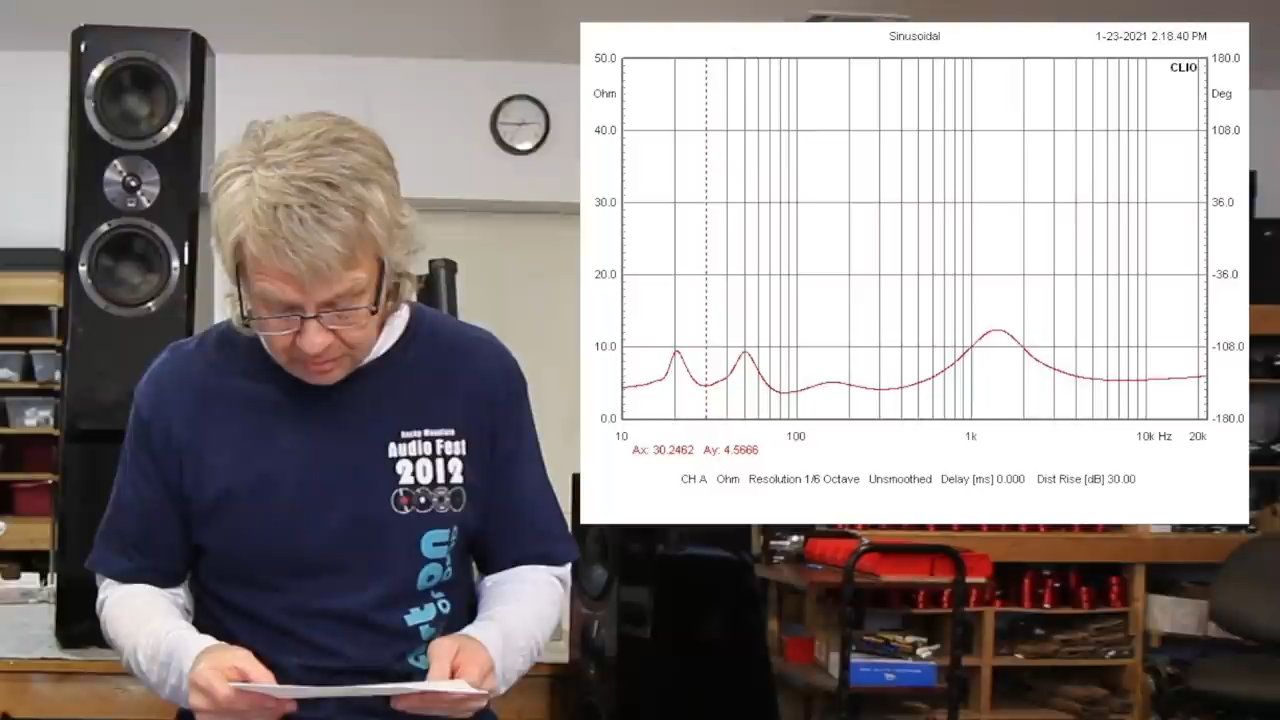 Sinusoidal
1-23-2021 2.18.40 PM
50.0
180.0
CLIO
Ohm
Deg
40.0
108.0
30.0
36.0
20.0
-36.0
10.0
-108.0
0.0
-180.0
10
100
1k
10k Hz
20k
Ax: 30.2462 Ay: 4.5666
CH A Ohm Resolution 1/6 Octave Unsmoothed Delay [ms] 0.000 Dist Rise [dB] 30.00
Rocky Mountain
Audio Fest
2012